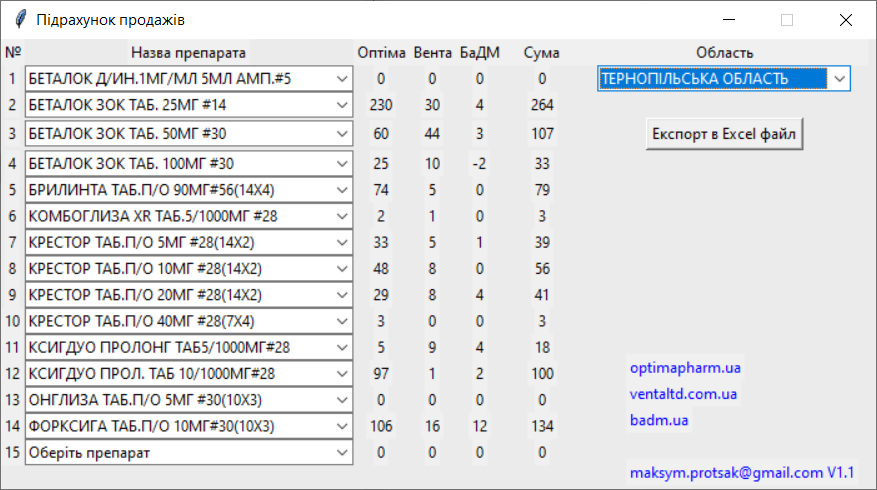 Підрахунок продажів
№ Назва препарата Оптіма Вента БаДМ Сума Область
1 БЕТАЛОК Д/ИН.1МГ/МЛ 5МЛ АМП.#5 0 0 0 0 ТЕРНОПІЛЬСЬКА ОБЛАСТЬ
2 БЕТАЛОК ЗОК ТАБ. 25МГ #14 230 30 4 264
3 БЕТАЛОК ЗОК ТАБ. 50МГ #30 60 44 3 107 Експорт в Excel файл
4 БЕТАЛОК ЗОК ТАБ. 100МГ #30 25 10 -2 33
5 БРИЛИНТА ТАБ.П/О 90МГ#56(14Х4) 74 5 0 79
6 КОМБОГЛИЗА XR ТАБ.5/1000МГ #28 2 1 0 3
7 КРЕСТОР ТАБ.П/О 5МГ #28(14Х2) 33 5 1 39
8 КРЕСТОР ТАБ.П/О 10МГ #28(14Х2) 48 8 0 56
9 КРЕСТОР ТАБ.П/О 20МГ #28(14Х2) 29 8 4 41
10 КРЕСТОР ТАБ.П/О 40МГ #28(7Х4) 3 0 0 3
11 КСИГДУО ПРОЛОНГ ТАБ5/1000МГ#28 5 9 4 18
12 КСИГДУО ПРОЛ. ТАБ 10/1000МГ#28 97 1 2 100
13 ОНГЛИЗА ТАБ.П/О 5МГ #30(10Х3) 0 0 0 0
14 ФОРКСИГА ТАБ.П/О 10МГ#30(10Х3) 106 16 12 134
15 Оберіть препарат 0 0 0 0
optimapharm.ua
ventaltd.com.ua
badm.ua
maksym.protsak@gmail.com V1.1